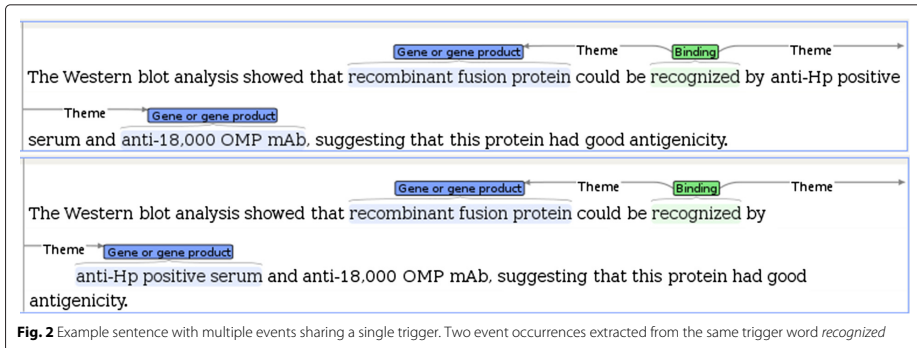 Gene or gene product Theme Binding Theme
The Western blot analysis showed that recombinant fusion protein could be recognized by anti-Hp positive
Theme Gene or gene product
serum and anti-18,000 OMP mAb, suggesting that this protein had good antigenicity.
Gene or gene product Theme Binding Theme
The Western blot analysis showed that recombinant fusion protein could be recognized by
Theme Gene or gene product
anti-Hp positive serum and anti-18,000 OMP mAb, suggesting that this protein had good
antigenicity.
Fig. 2 Example sentence with multiple events sharing a single trigger. Two event occurrences extracted from the same trigger word recognized